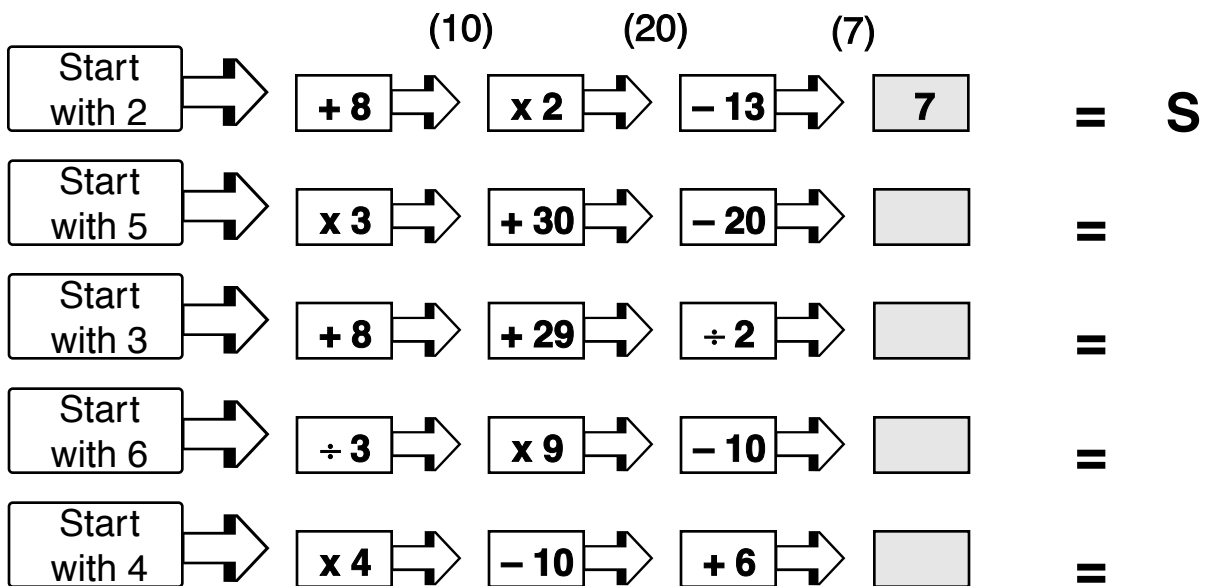 (10) (20) (7)
Start with 2 + 8 x 2 – 13 7 = S
Start with 5 x 3 + 30 – 20 =
Start with 3 + 8 + 29 ÷ 2 =
Start with 6 ÷ 3 x 9 – 10 =
Start with 4 x 4 – 10 + 6 =